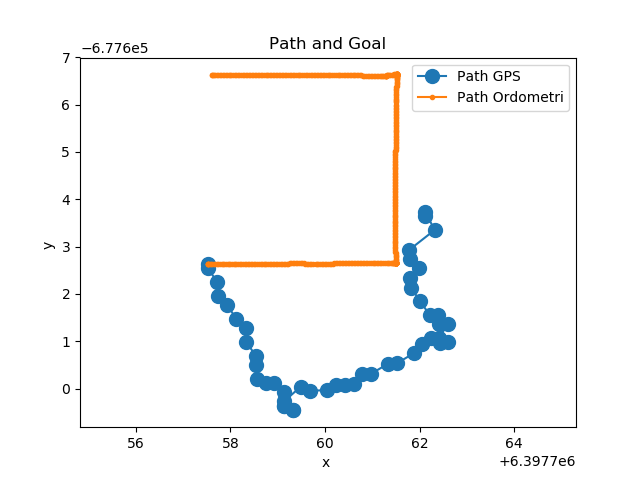 Path and Goal
−6.776e5
Path GPS
Path Ordometri
7
6
5
4
3
2
1
0
y
56 58 60 62 64
x
+6.3977e6